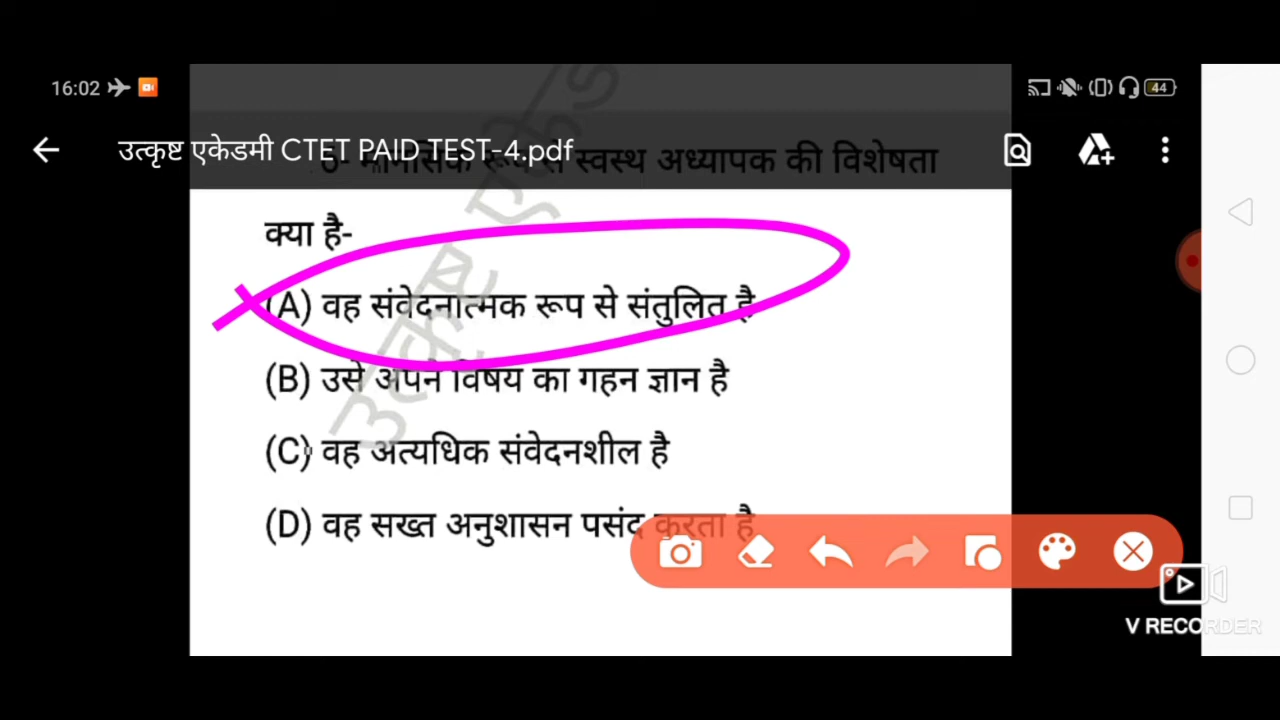 16:02
44
उत्कृष्ट एकेडमी CTET PAID TEST-4.pdf
स्वस्थ अध्यापक की विशेषता
क्या है-
(A) वह संवेदनात्मक रूप से संतुलित है
(B) उसे अपने विषय का गहन ज्ञान है
(C) वह अत्यधिक संवेदनशील है
(D) वह सख्त अनुशासन पसंद करता है
V RECORDER